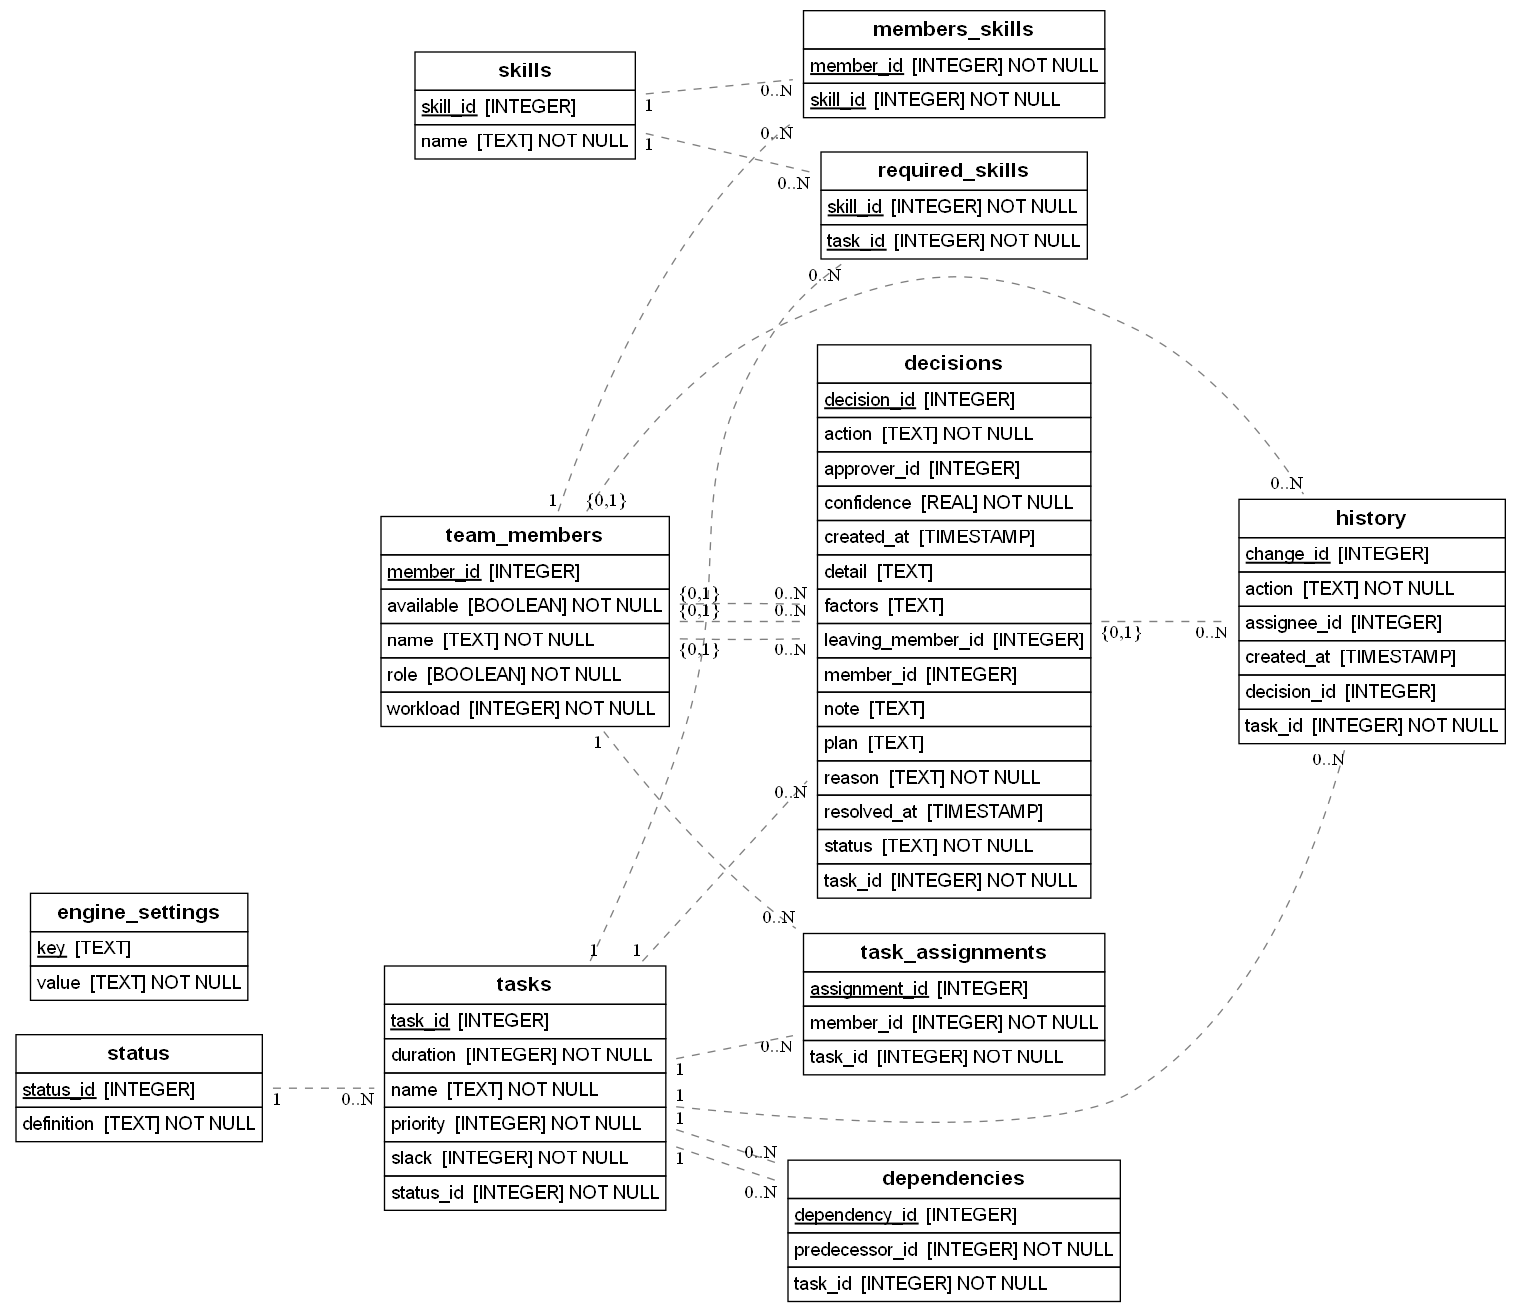 members_skills
member_id [INTEGER] NOT NULL
skill_id [INTEGER] NOT NULL
skills
skill_id [INTEGER]
name [TEXT] NOT NULL
1
0..N
1
0..N
0..N
required_skills
skill_id [INTEGER] NOT NULL
task_id [INTEGER] NOT NULL
0..N
decisions
decision_id [INTEGER]
action [TEXT] NOT NULL
approver_id [INTEGER]
confidence [REAL] NOT NULL
created_at [TIMESTAMP]
detail [TEXT]
factors [TEXT]
leaving_member_id [INTEGER]
member_id [INTEGER]
note [TEXT]
plan [TEXT]
reason [TEXT] NOT NULL
resolved_at [TIMESTAMP]
status [TEXT] NOT NULL
task_id [INTEGER] NOT NULL
1
{0,1}
0..N
team_members
member_id [INTEGER]
available [BOOLEAN] NOT NULL
name [TEXT] NOT NULL
role [BOOLEAN] NOT NULL
workload [INTEGER] NOT NULL
{0,1}
0..N
{0,1}
0..N
{0,1}
0..N
history
change_id [INTEGER]
action [TEXT] NOT NULL
assignee_id [INTEGER]
created_at [TIMESTAMP]
decision_id [INTEGER]
task_id [INTEGER] NOT NULL
{0,1}
0..N
0..N
1
0..N
0..N
engine_settings
key [TEXT]
value [TEXT] NOT NULL
status
status_id [INTEGER]
definition [TEXT] NOT NULL
1
0..N
1
1
tasks
task_id [INTEGER]
duration [INTEGER] NOT NULL
name [TEXT] NOT NULL
priority [INTEGER] NOT NULL
slack [INTEGER] NOT NULL
status_id [INTEGER] NOT NULL
task_assignments
assignment_id [INTEGER]
member_id [INTEGER] NOT NULL
task_id [INTEGER] NOT NULL
1
0..N
1
1
0..N
1
0..N
dependencies
dependency_id [INTEGER]
predecessor_id [INTEGER] NOT NULL
task_id [INTEGER] NOT NULL